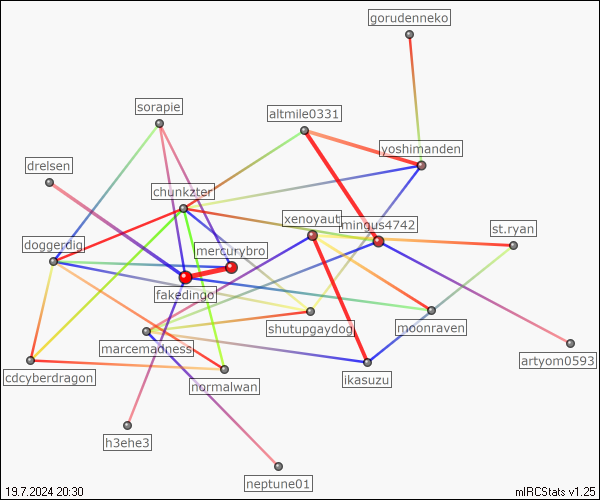 gorudenneko
sorapie
altmile0331
yoshimanden
drelsen
chunkzter
xenoyautja
mingus4742
st.ryan
doggerdig
mercurybro
fakedingo
shutupgaydog
moonraven
marcemadness
artyom0593
cdcyberdragon
normalwan
ikasuzu
h3ehe3
neptune01
19.7.2024 20:30
mIRCStats v1.25